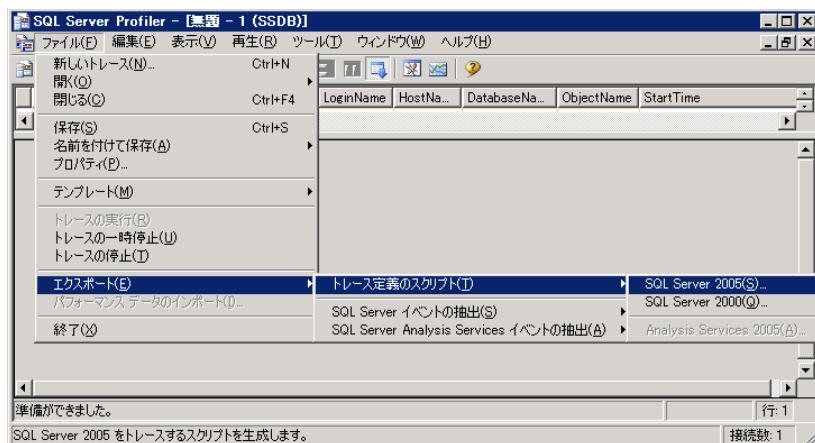 SQL Server Profiler - [無題 - 1 (SSDB)]
ファイル(F) 編集(E) 表示(V) 再生(R) ツール(T) ウィンドウ(W) ヘルプ(H)
新しいトレース(N)... Ctrl+N
開く(O)
閉じる(C) Ctrl+F4
LoginName HostNa... DatabaseNa... ObjectName StartTime
保存(S) Ctrl+S
名前を付けて保存(A)
プロパティ(P)...
テンプレート(M)
トレースの実行(R)
トレースの一時停止(U)
トレースの停止(T)
エクスポート(E) トレース定義のスクリプト(T) SQL Server 2005(S)...
パフォーマンス データのインポート(I)... SQL Server 2000(Q)...
SQL Server イベントの抽出(S)
終了(X) SQL Server Analysis Services イベントの抽出(A) Analysis Services 2005(A)...
準備ができました。 行: 1
SQL Server 2005 をトレースするスクリプトを生成します。 接続数: 1